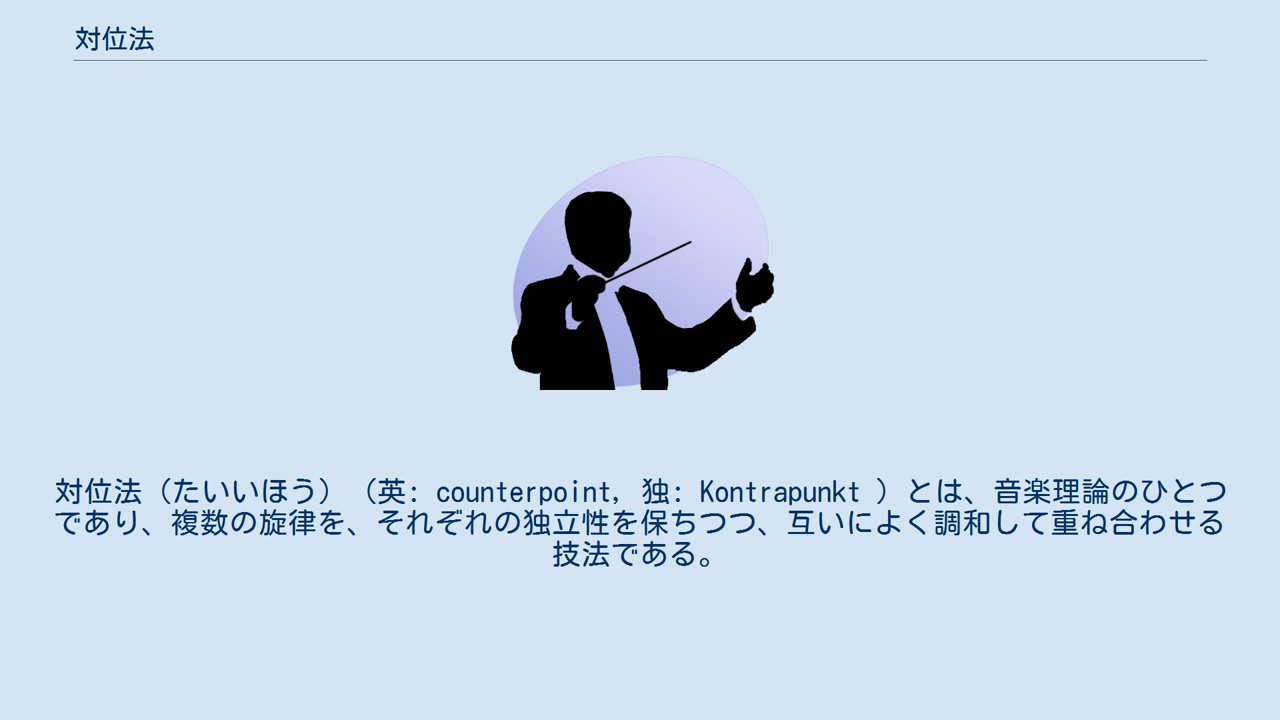 対位法
対位法（たいいほう）（英: counterpoint, 独: Kontrapunkt ）とは、音楽理論のひとつ
であり、複数の旋律を、それぞれの独立性を保ちつつ、互いによく調和して重ね合わせる
技法である。